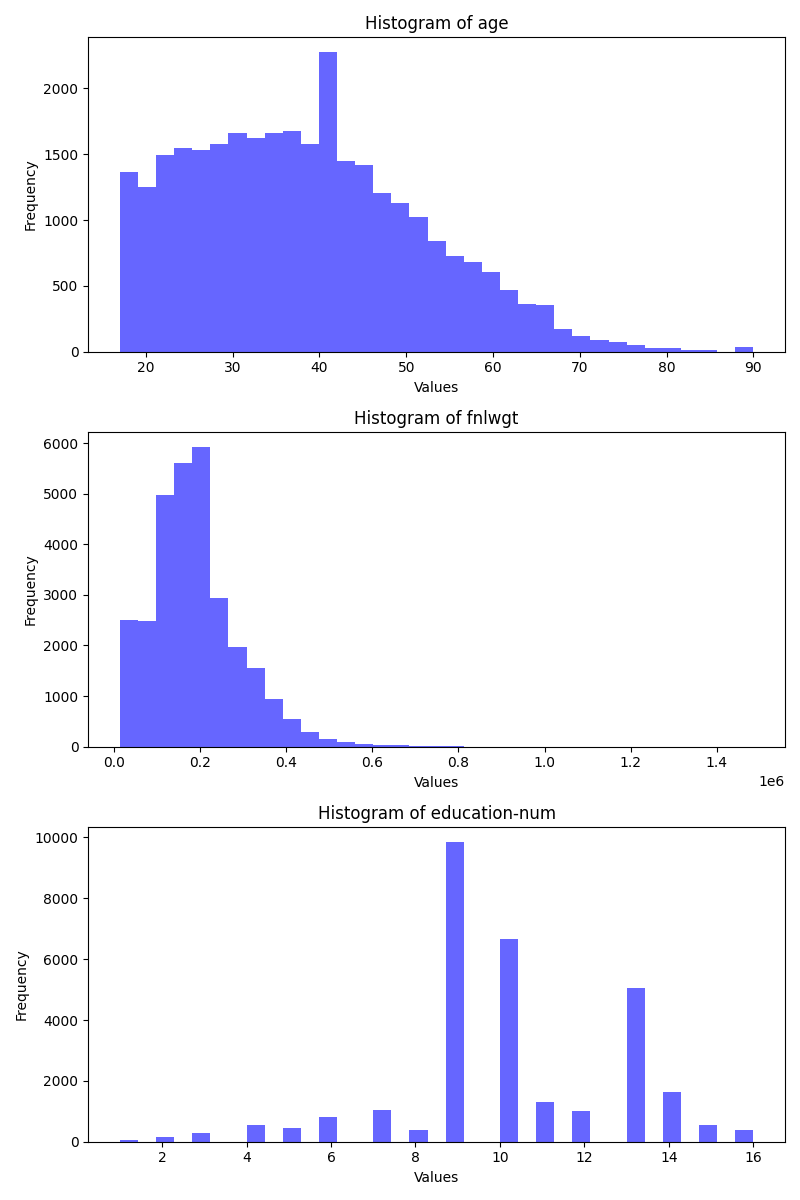 Histogram of age
2000
1500
1000
500
0
Frequency
20 30 40 50 60 70 80 90
Values
Histogram of fnlwgt
6000
5000
4000
3000
2000
1000
0
Frequency
0.0 0.2 0.4 0.6 0.8 1.0 1.2 1.4
1e6
Values
Histogram of education-num
10000
8000
6000
4000
2000
0
Frequency
2 4 6 8 10 12 14 16
Values